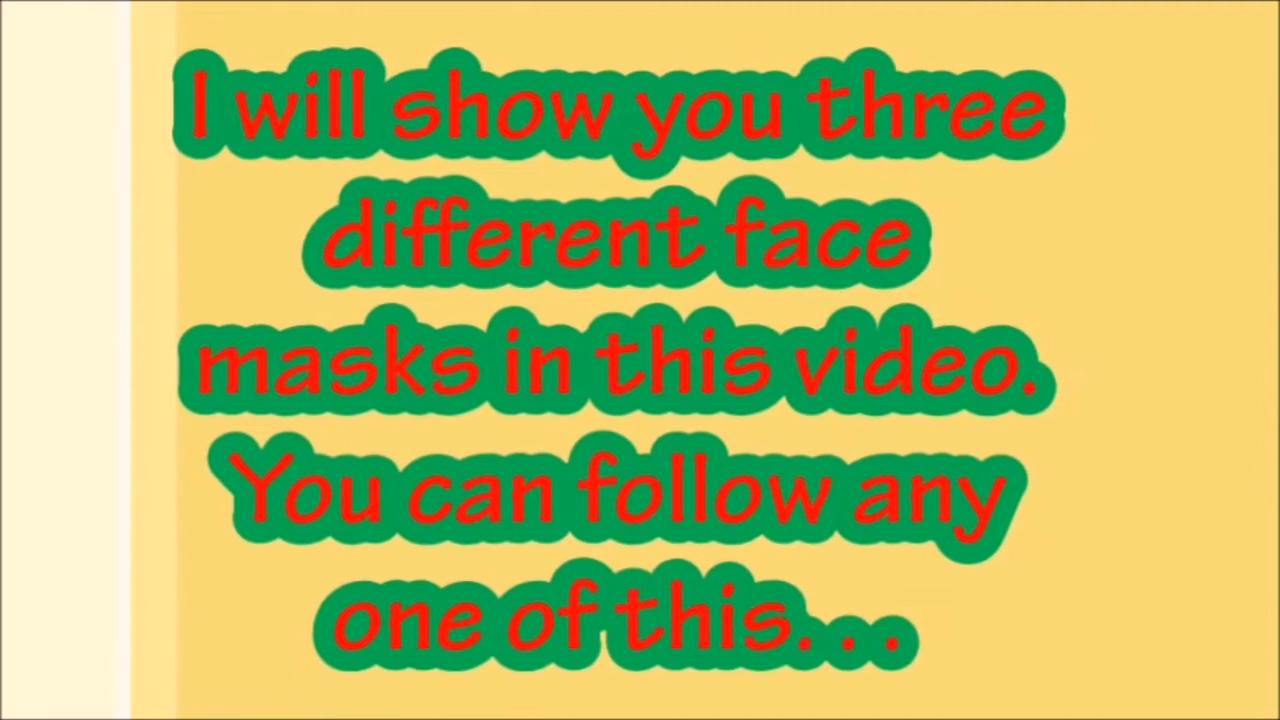 I will show you three
different face
masks in this video.
You can follow any
one of this. . .